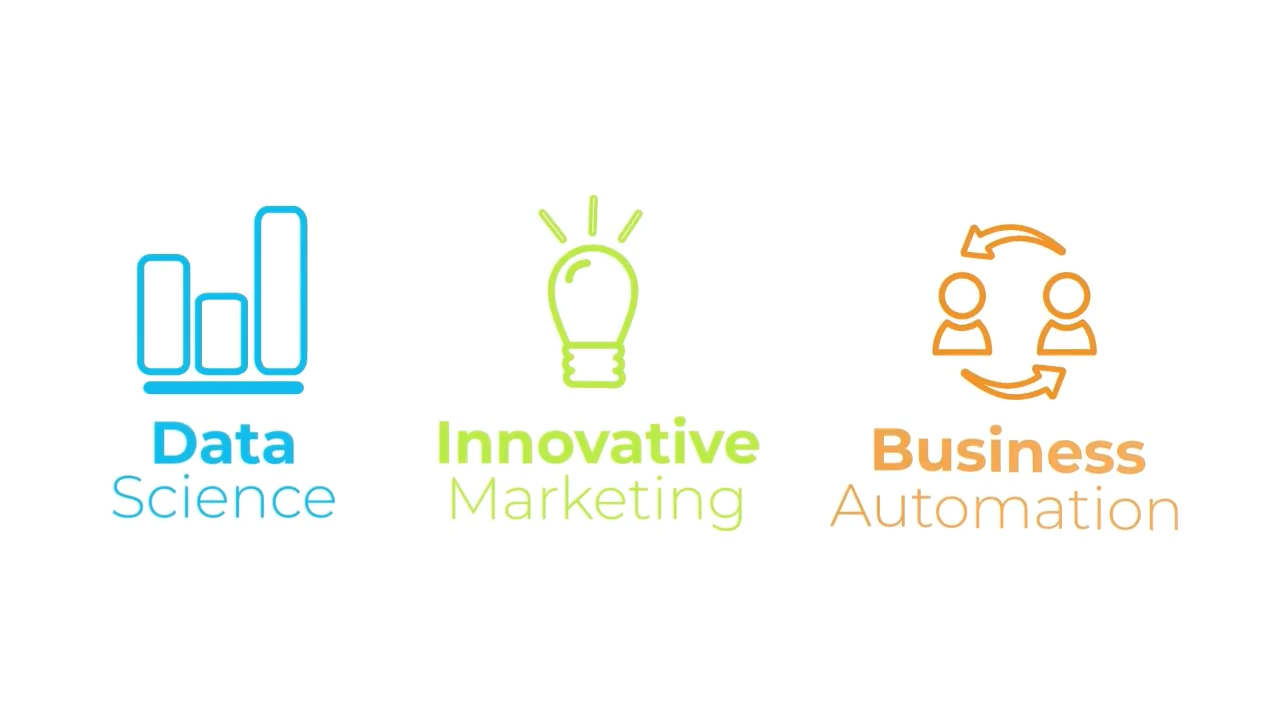 Data
Science
Innovative
Marketing
Business
Automation